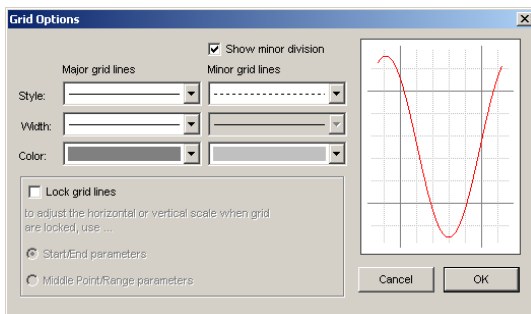 Grid Options
Show minor division
Major grid lines
Minor grid lines
Style:
Width:
Color:
Lock grid lines
to adjust the horizontal or vertical scale when grid
are locked, use ...
Start/End parameters
Middle Point/Range parameters
Cancel
OK